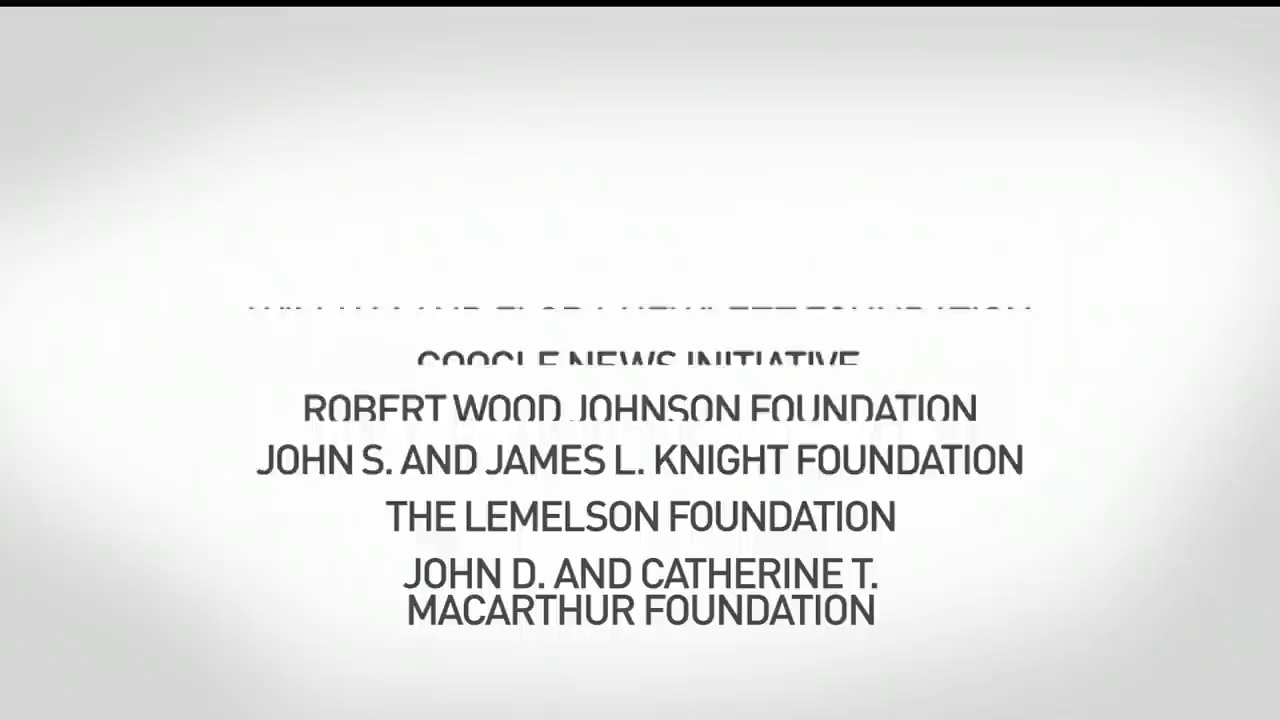 GOOGLE NEWS INITIATIVE
ROBERT WOOD JOHNSON FOUNDATION
JOHN S. AND JAMES L. KNIGHT FOUNDATION
THE LEMELSON FOUNDATION
JOHN D. AND CATHERINE T.
MACARTHUR FOUNDATION